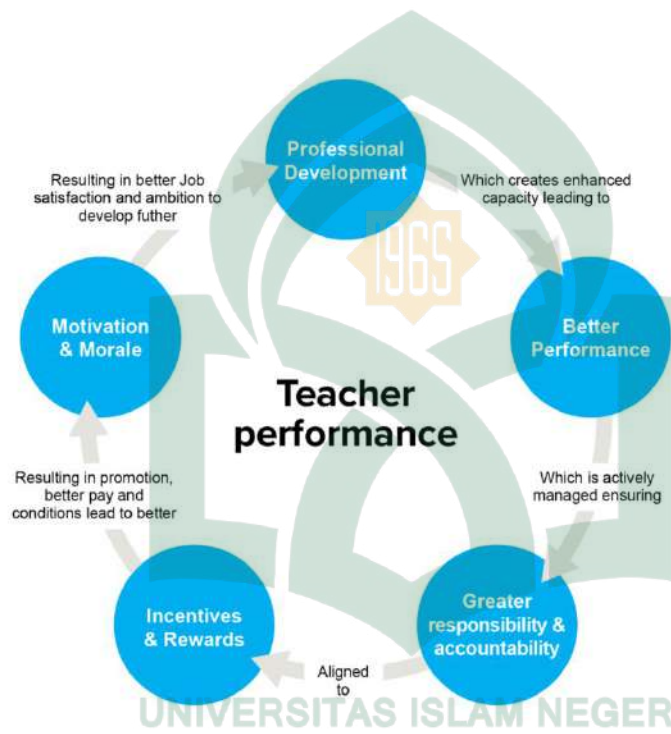 Professional
Development
Which creates enhanced
capacity leading to
Better
Performance
Which is actively
managed ensuring
Greater
responsibility &
accountability
Aligned
to
Incentives
& Rewards
Resulting in promotion,
better pay and
conditions lead to better
Motivation
& Morale
Resulting in better Job
satisfaction and ambition to
develop futher
Teacher
performance
1965
UNIVERSITAS ISLAM NEGER